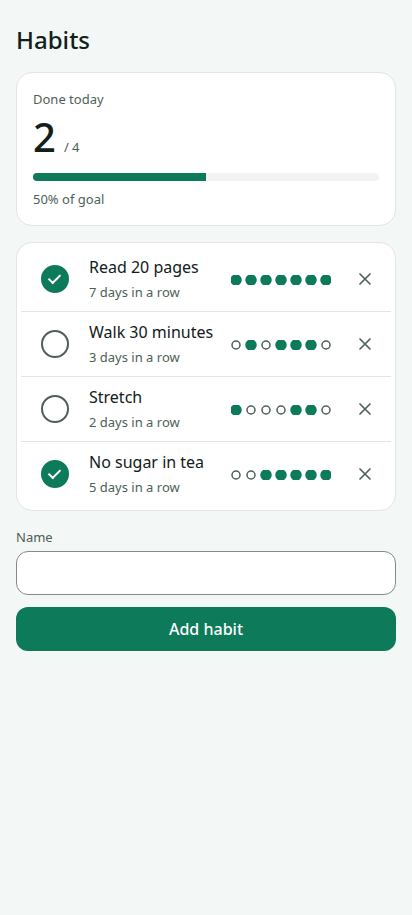 Habits
Done today
2 / 4
50% of goal
Read 20 pages
7 days in a row
Walk 30 minutes
3 days in a row
Stretch
2 days in a row
No sugar in tea
5 days in a row
Name
Add habit